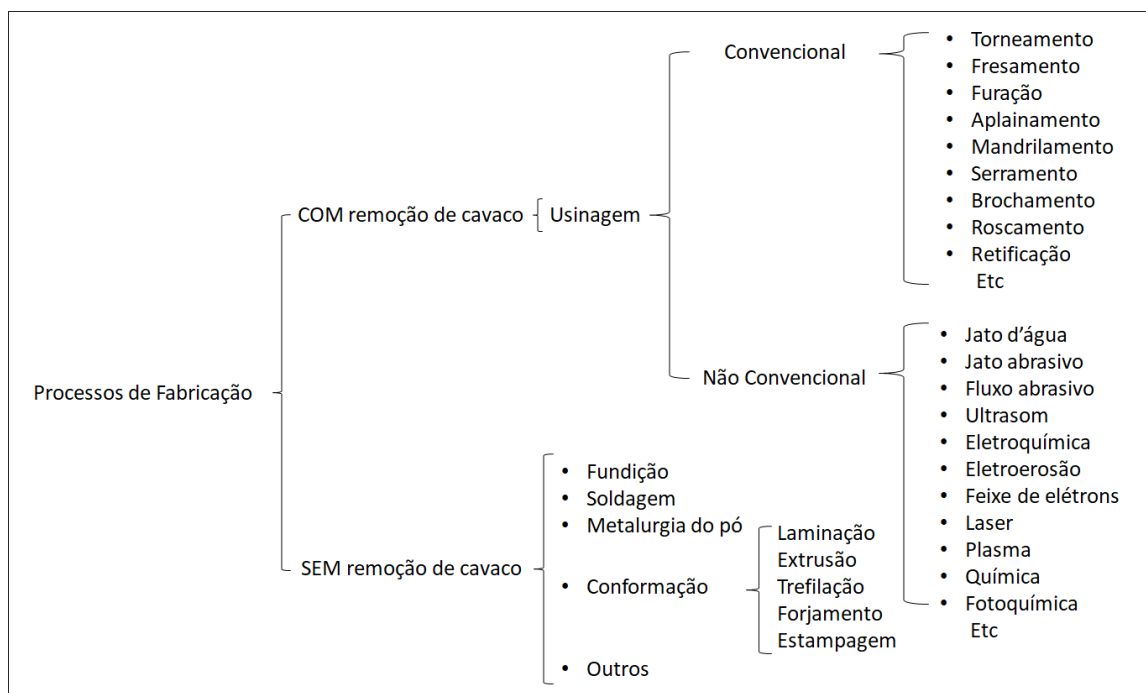 Processos de Fabricação
COM remoção de cavaco
Usinagem
Convencional
• Torneamento
• Fresamento
• Furação
• Aplainamento
• Mandrilamento
• Serramento
• Brochamento
• Roscamento
• Retificação
Etc
Não Convencional
• Jato d’água
• Jato abrasivo
• Fluxo abrasivo
• Ultrasom
• Eletroquímica
• Eletroerosão
• Feixe de elétrons
• Laser
• Plasma
• Química
• Fotoquímica
Etc
SEM remoção de cavaco
• Fundição
• Soldagem
• Metalurgia do pó
• Conformação
Laminação
Extrusão
Trefilação
Forjamento
Estampagem
• Outros